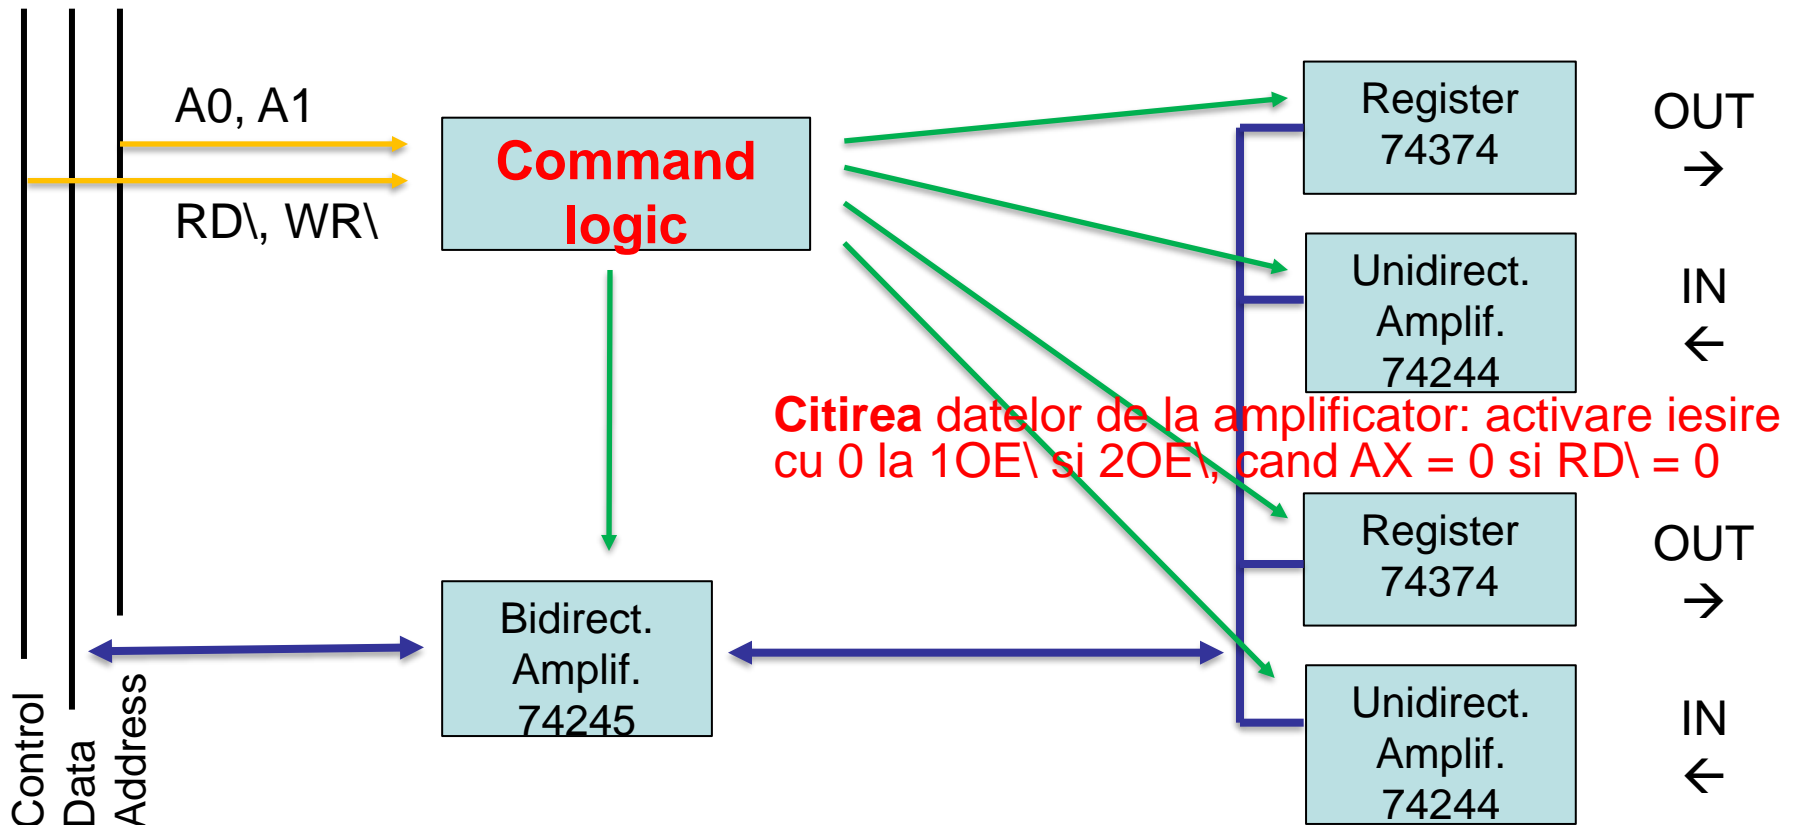 A0, A1
RD\, WR\
Command
logic
Register
74374
OUT
→
Unidirect.
Amplif.
74244
IN
←
Citirea datelor de la amplificator: activare iesire
cu 0 la 1OE\ si 2OE\, cand AX = 0 si RD\ = 0
Register
74374
OUT
→
Bidirect.
Amplif.
74245
Unidirect.
Amplif.
74244
IN
←
Control
Data
Address